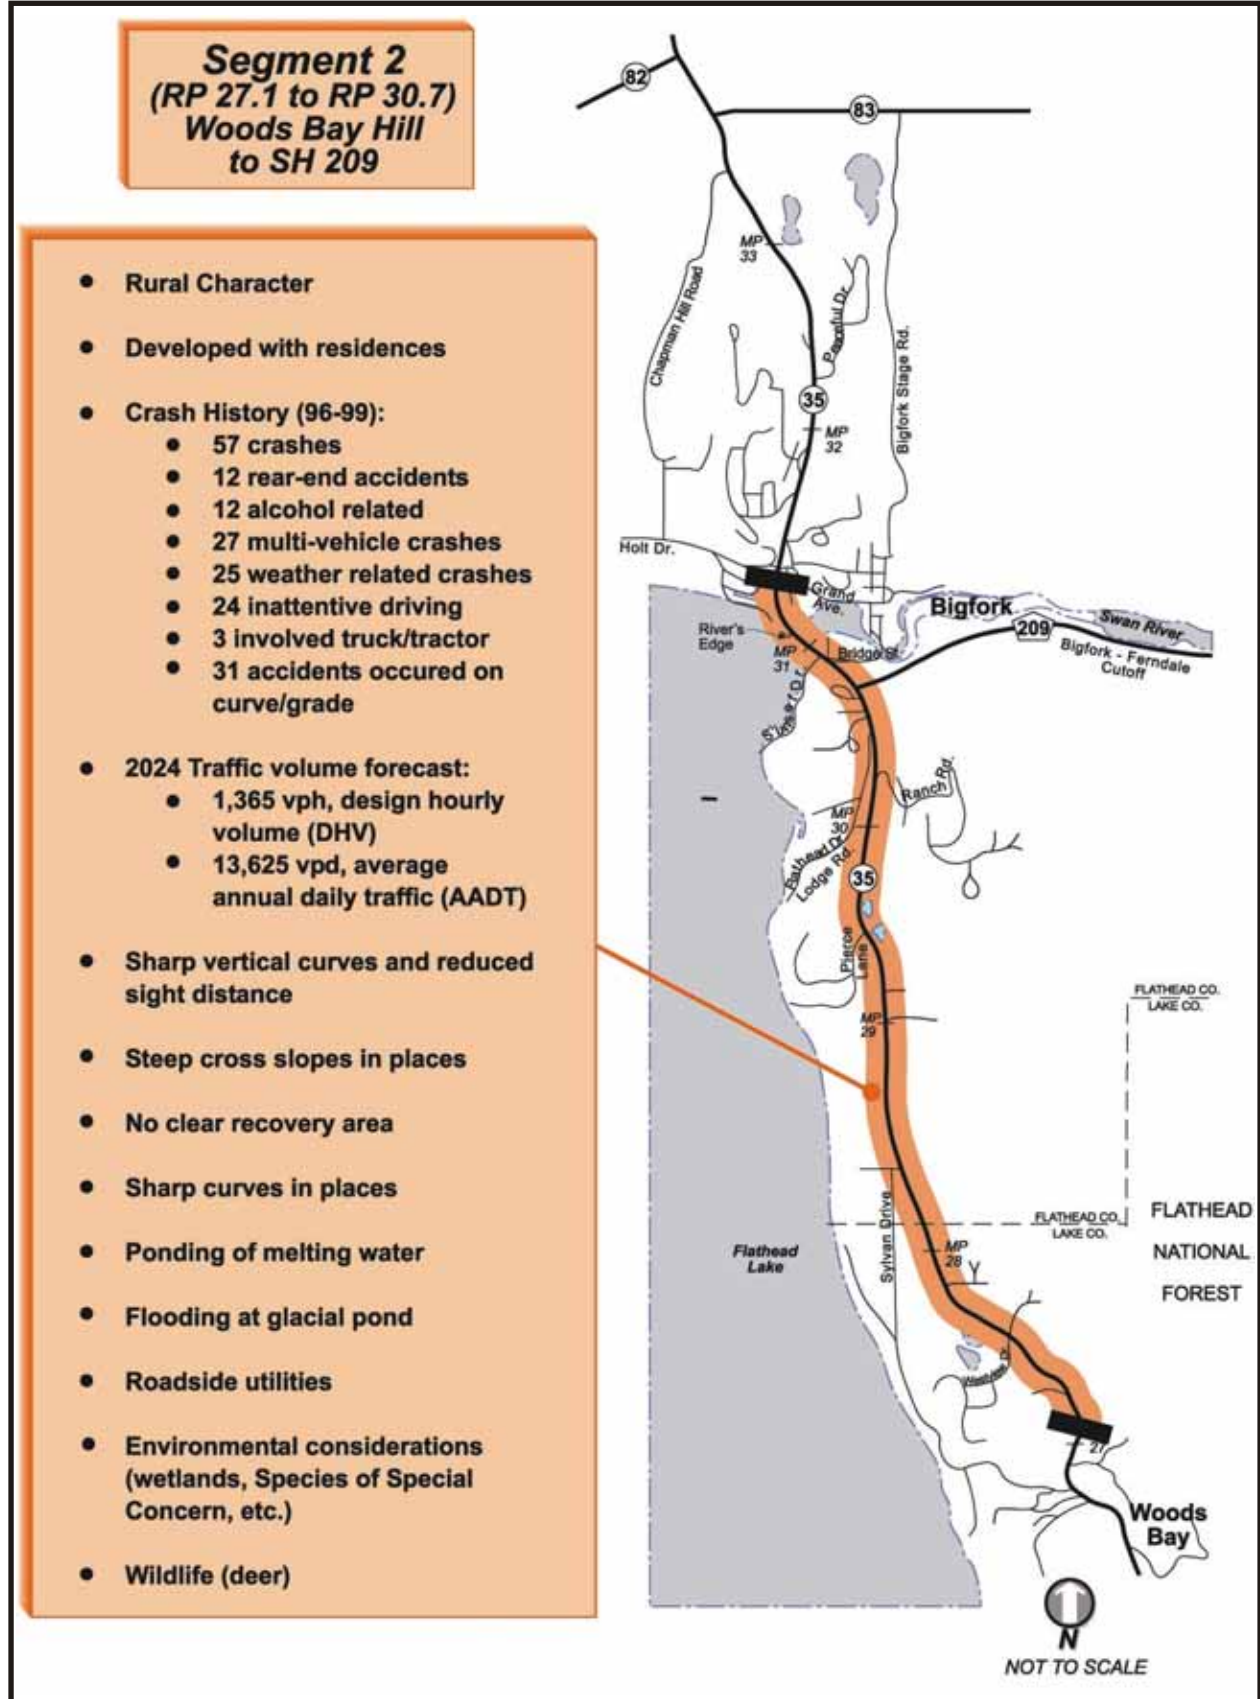 Segment 2
(RP 27.1 to RP 30.7)
Woods Bay Hill
to SH 209
• Rural Character
• Developed with residences
• Crash History (96-99):
• 57 crashes
• 12 rear-end accidents
• 12 alcohol related
• 27 multi-vehicle crashes
• 25 weather related crashes
• 24 inattentive driving
• 3 involved truck/tractor
• 31 accidents occured on
curve/grade
• 2024 Traffic volume forecast:
• 1,365 vph, design hourly
volume (DHV)
• 13,625 vpd, average
annual daily traffic (AADT)
• Sharp vertical curves and reduced
sight distance
• Steep cross slopes in places
• No clear recovery area
• Sharp curves in places
• Ponding of melting water
• Flooding at glacial pond
• Roadside utilities
• Environmental considerations
(wetlands, Species of Special
Concern, etc.)
• Wildlife (deer)
82
83
MP
33
Chapman Hill Road
Peaceful Dr.
Bigfork Stage Rd.
35
MP
32
Holt Dr.
Grand
Ave.
Bigfork
Swan River
209
Bigfork - Ferndale
Cutoff
River's
Edge
MP
31
Bridge St.
Dr.
Ranch Rd.
MP
30
Flathead Dr.
Lodge Rd.
35
Pierce
Lane
MP
29
FLATHEAD CO.
LAKE CO.
FLATHEAD CO.
LAKE CO.
FLATHEAD
NATIONAL
FOREST
Sylvan Drive
MP
28
Flathead
Lake
Westview Dr.
27
Woods
Bay
N
NOT TO SCALE